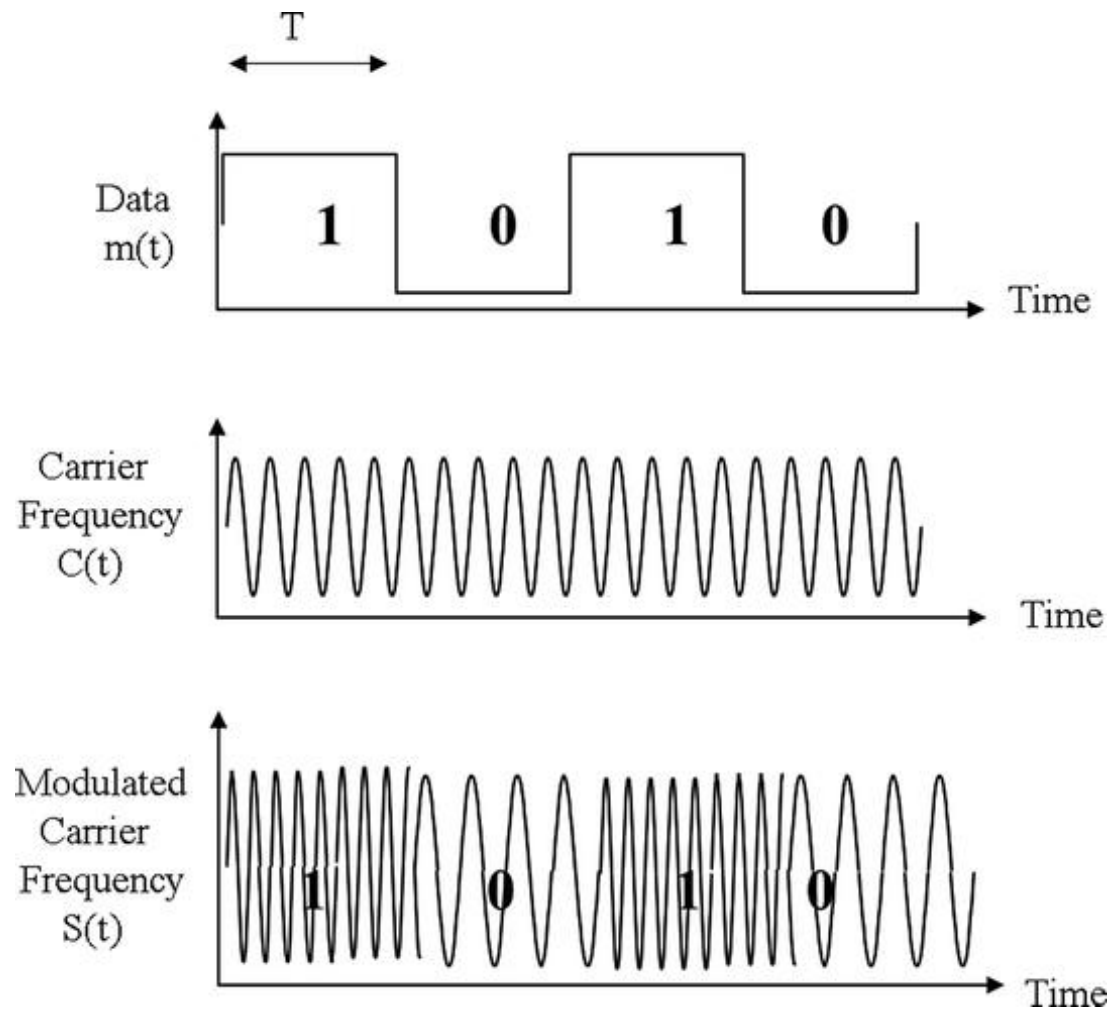 T
Data
m(t)
1 0 1 0
Time
Carrier
Frequency
C(t)
Time
Modulated
Carrier
Frequency
S(t)
1 0 1 0
Time